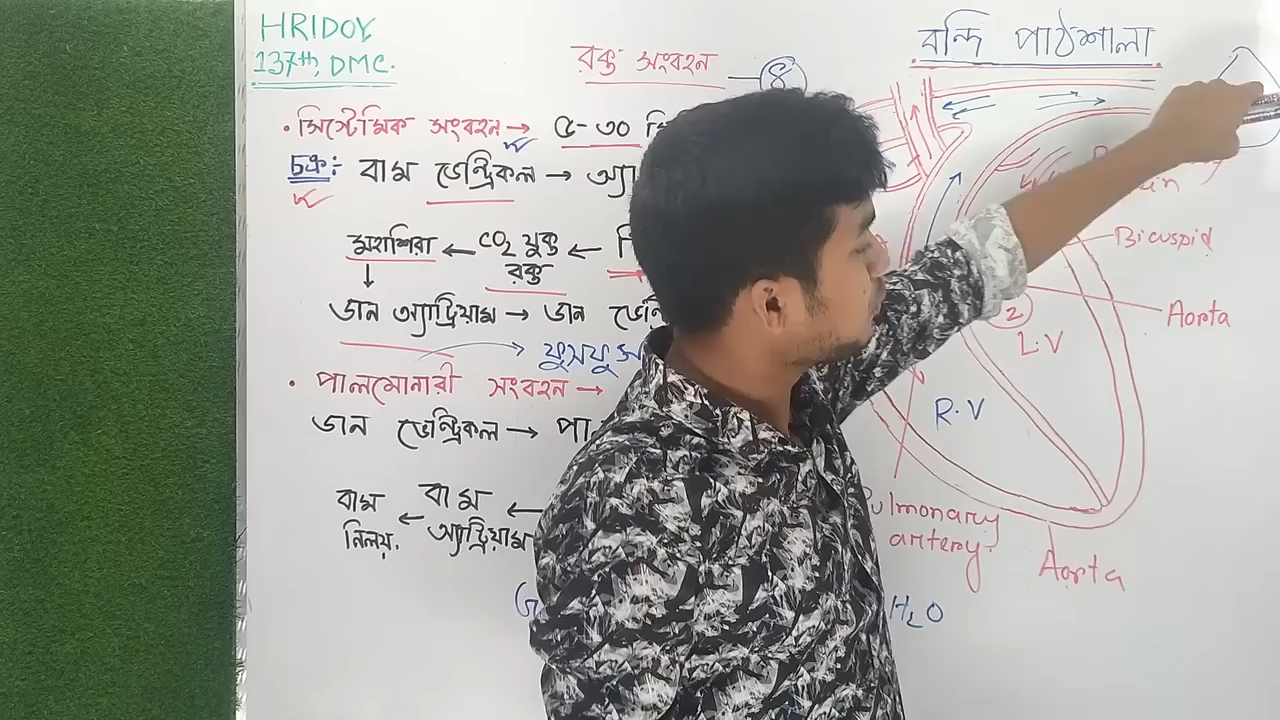 HRIDOY
137th, DMC.
রক্ত সংবহন — ৪
বন্দি পাঠশালা
• সিস্টেমিক সংবহন → ৫-৩০
চক্র: বাম ভেন্ট্রিকল → অ্যা
মহাশিরা ← CO2 যুক্ত রক্ত ←
↓
ডান অ্যাট্রিয়াম → ডান ভেন্ট্রি
→ ফুসফুস
• পালমোনারী সংবহন →
ডান ভেন্ট্রিকল → পা
বাম নিলয়. ← বাম অ্যাট্রিয়াম ←
Bicuspid
Aorta
2
L.V
R.V
Pulmonary
artery.
Aorta
H2O